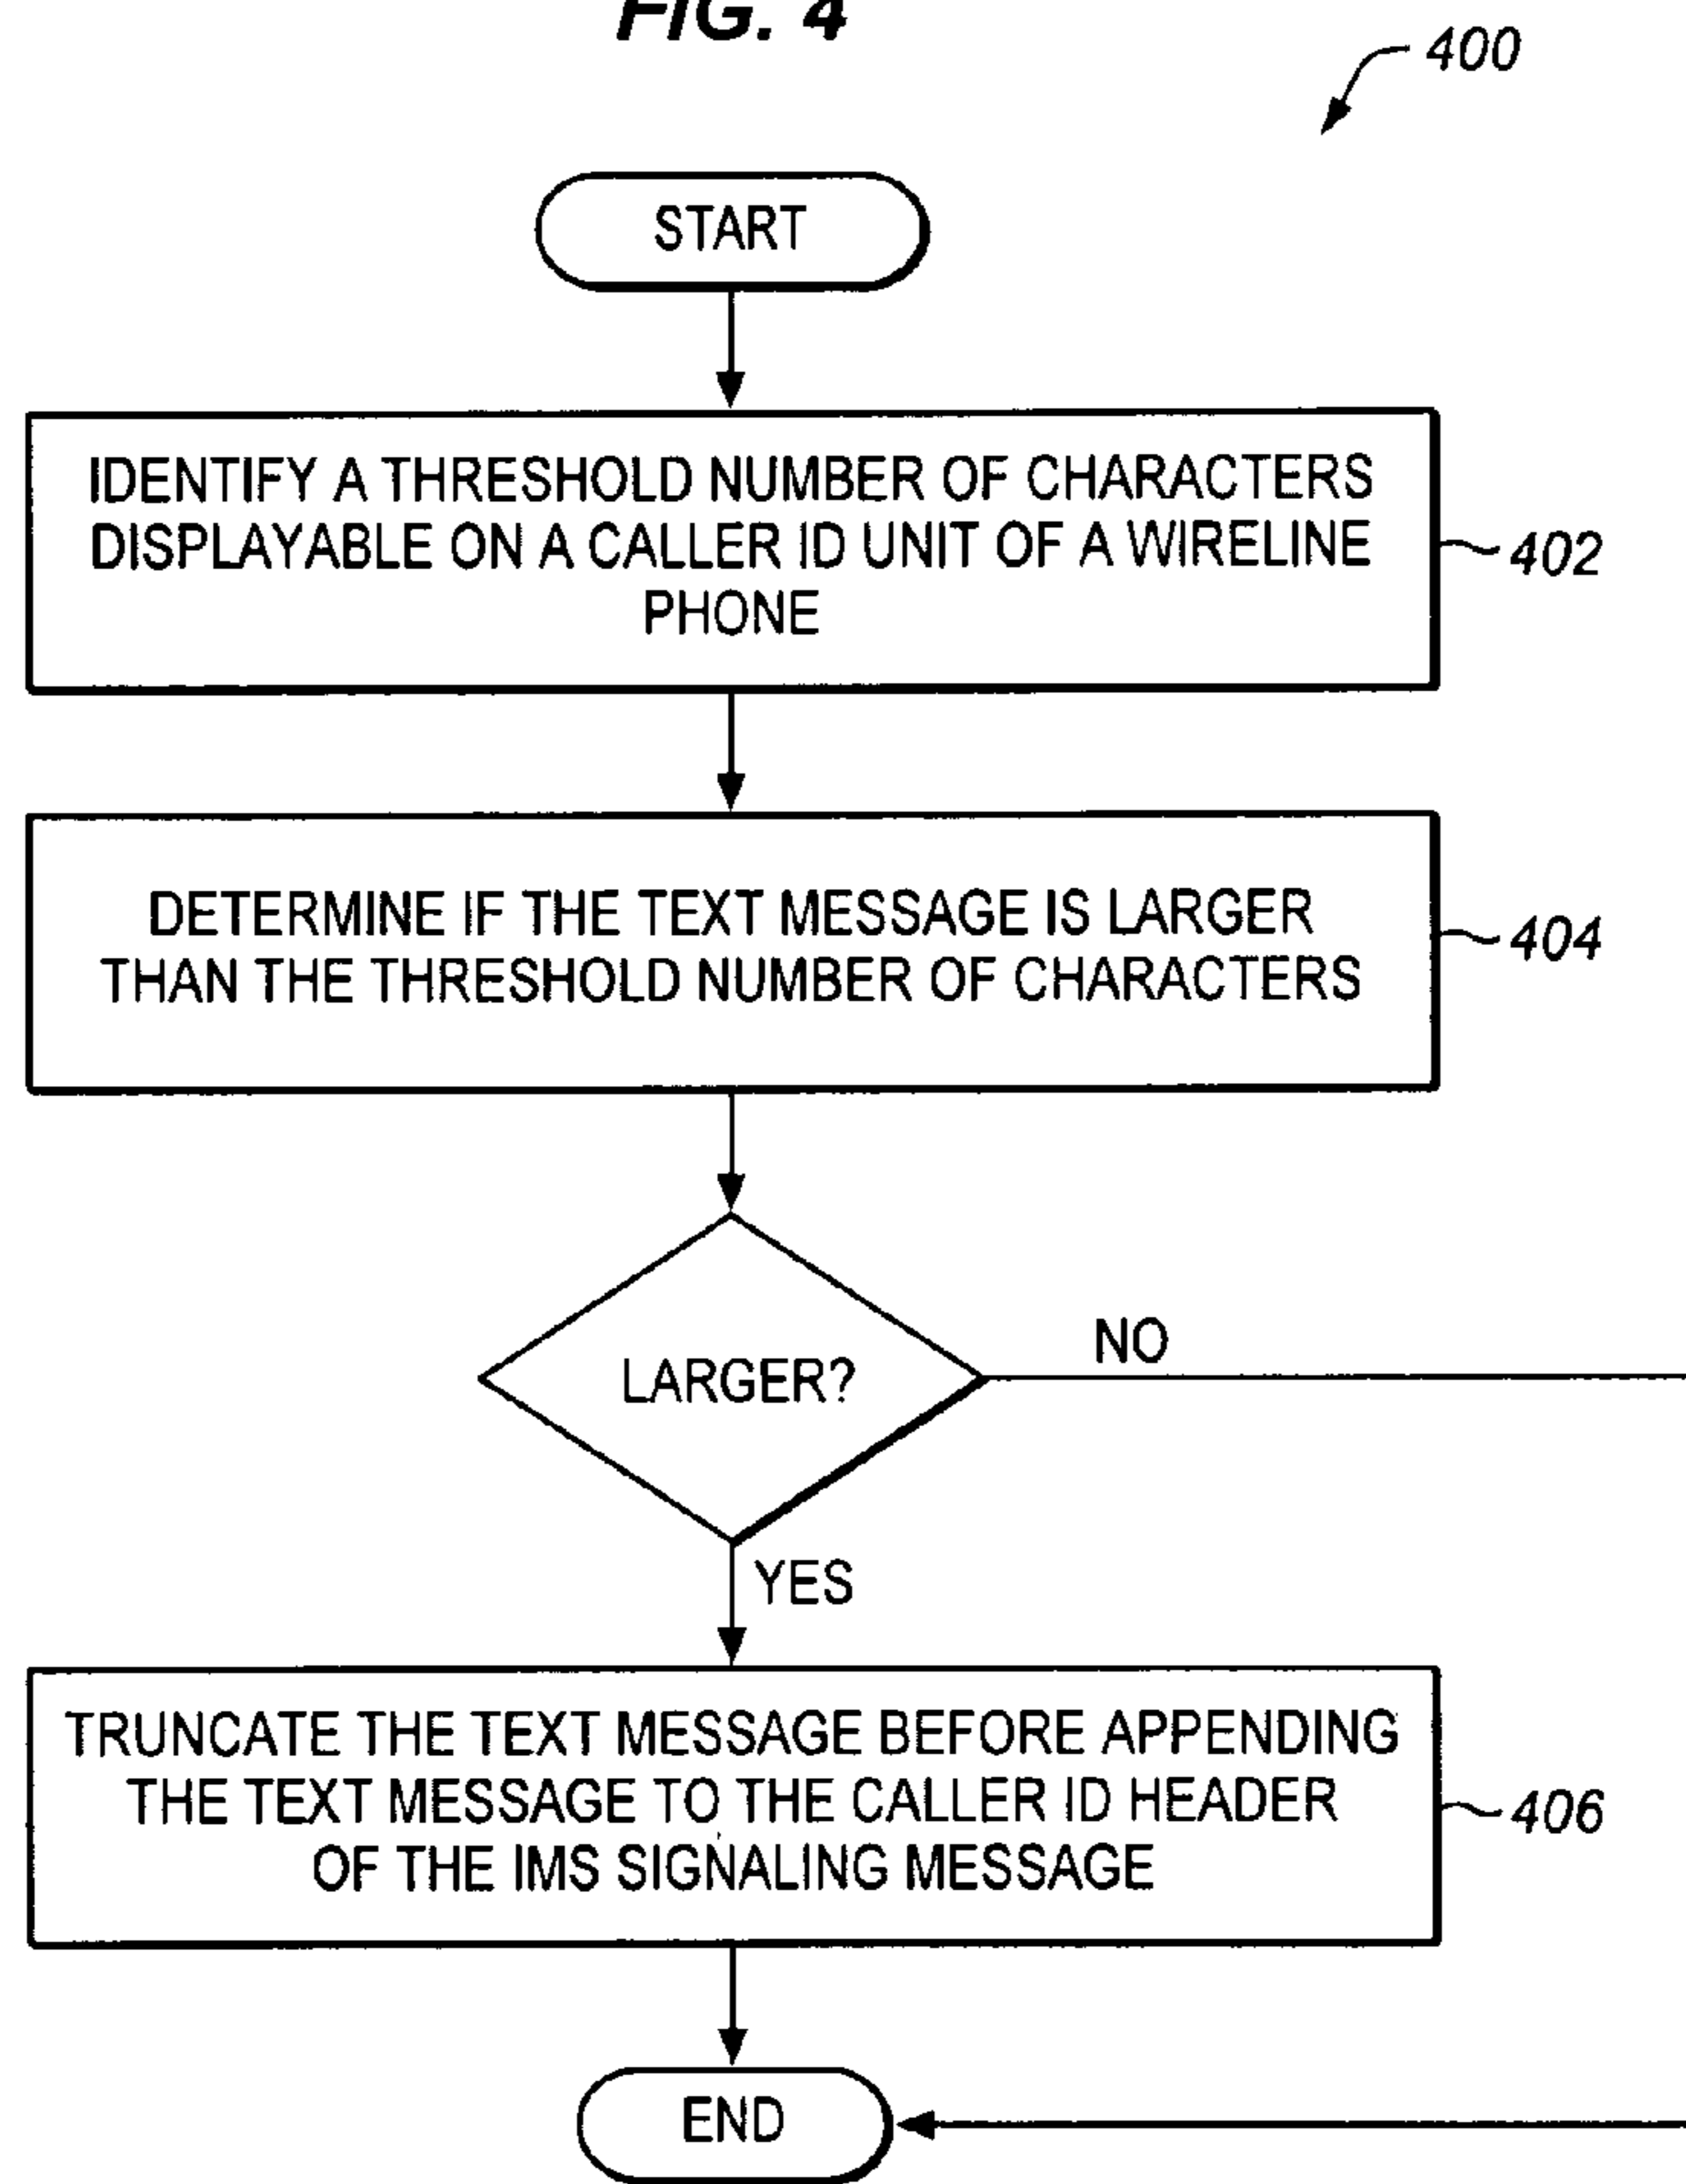 FIG. 4
400
START
IDENTIFY A THRESHOLD NUMBER OF CHARACTERS
DISPLAYABLE ON A CALLER ID UNIT OF A WIRELINE
PHONE
402
DETERMINE IF THE TEXT MESSAGE IS LARGER
THAN THE THRESHOLD NUMBER OF CHARACTERS
404
LARGER?
NO
YES
TRUNCATE THE TEXT MESSAGE BEFORE APPENDING
THE TEXT MESSAGE TO THE CALLER ID HEADER
OF THE IMS SIGNALING MESSAGE
406
END